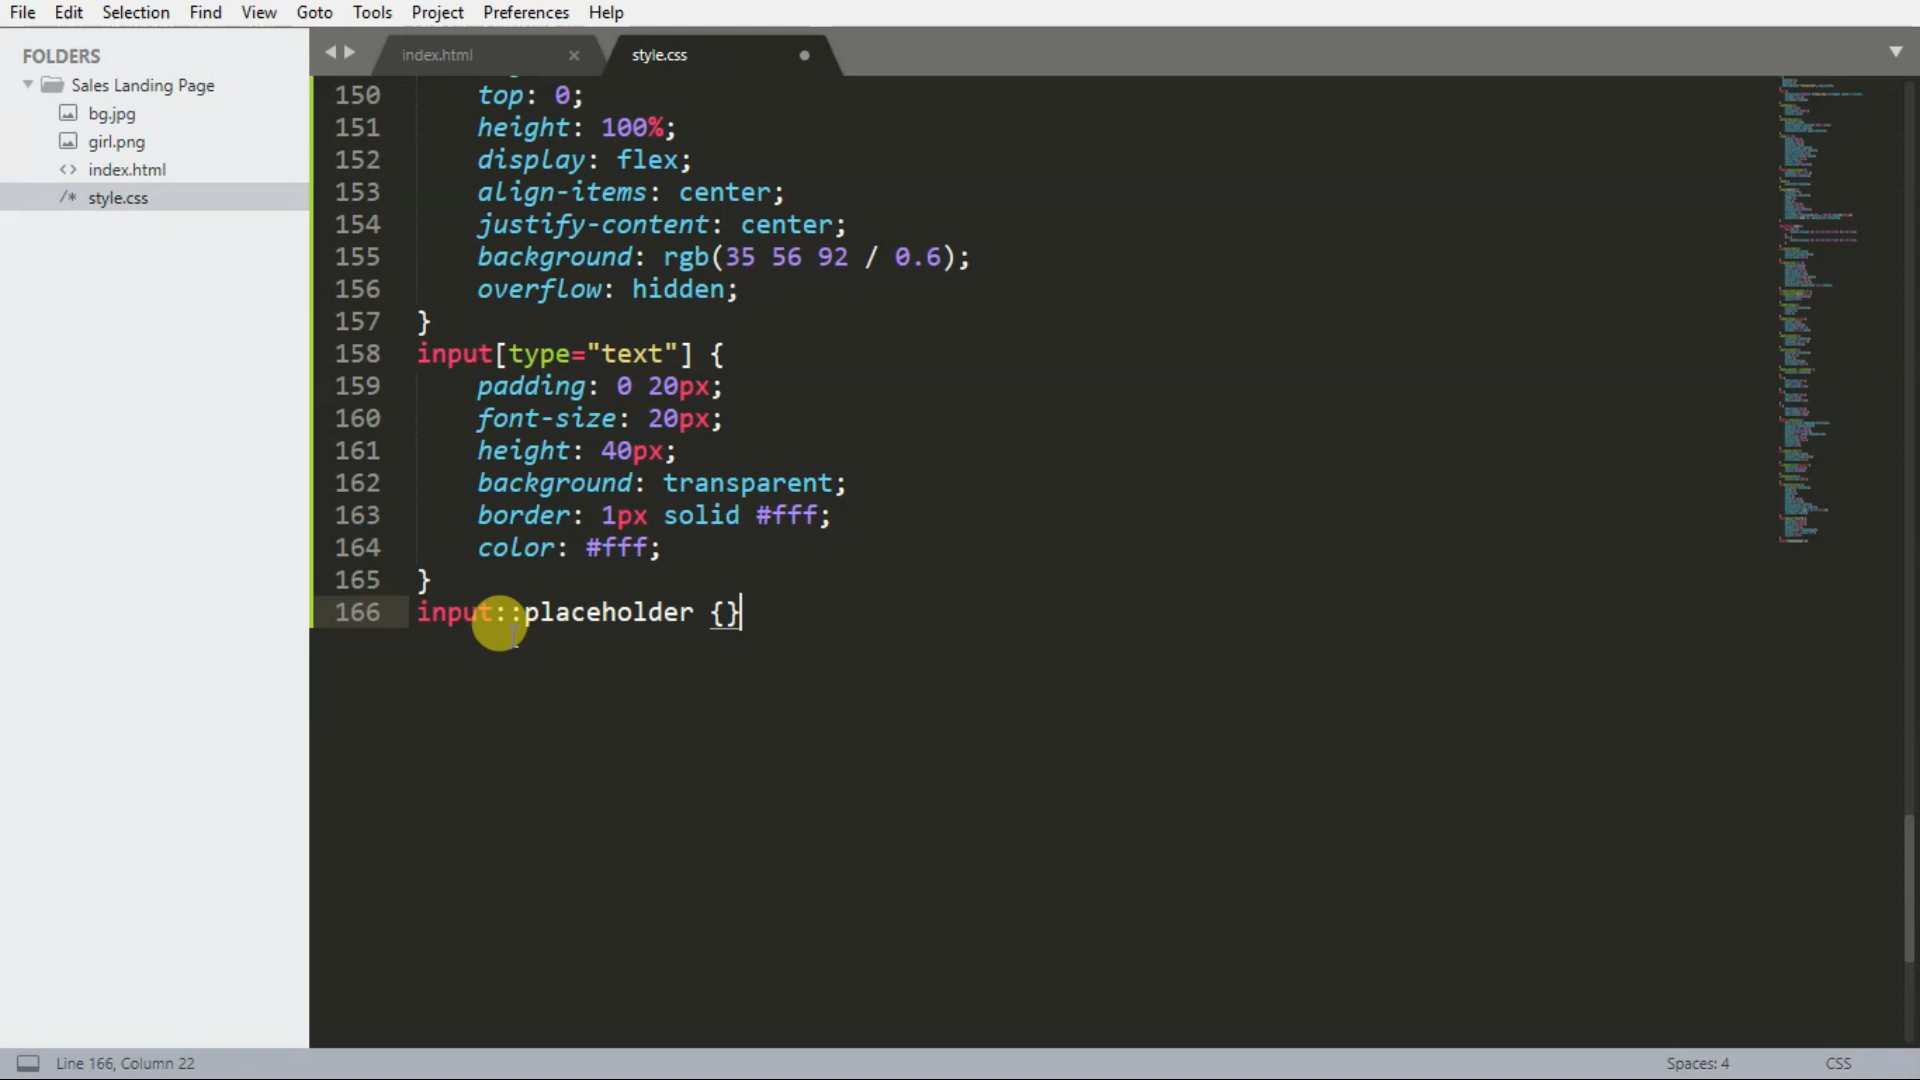 File Edit Selection Find View Goto Tools Project Preferences Help
FOLDERS
Sales Landing Page
bg.jpg
girl.png
<> index.html
/* style.css
index.html ×
style.css
150 top: 0;
151 height: 100%;
152 display: flex;
153 align-items: center;
154 justify-content: center;
155 background: rgb(35 56 92 / 0.6);
156 overflow: hidden;
157 }
158 input[type="text"] {
159 padding: 0 20px;
160 font-size: 20px;
161 height: 40px;
162 background: transparent;
163 border: 1px solid #fff;
164 color: #fff;
165 }
166 input::placeholder {}
Line 166, Column 22
Spaces: 4
CSS